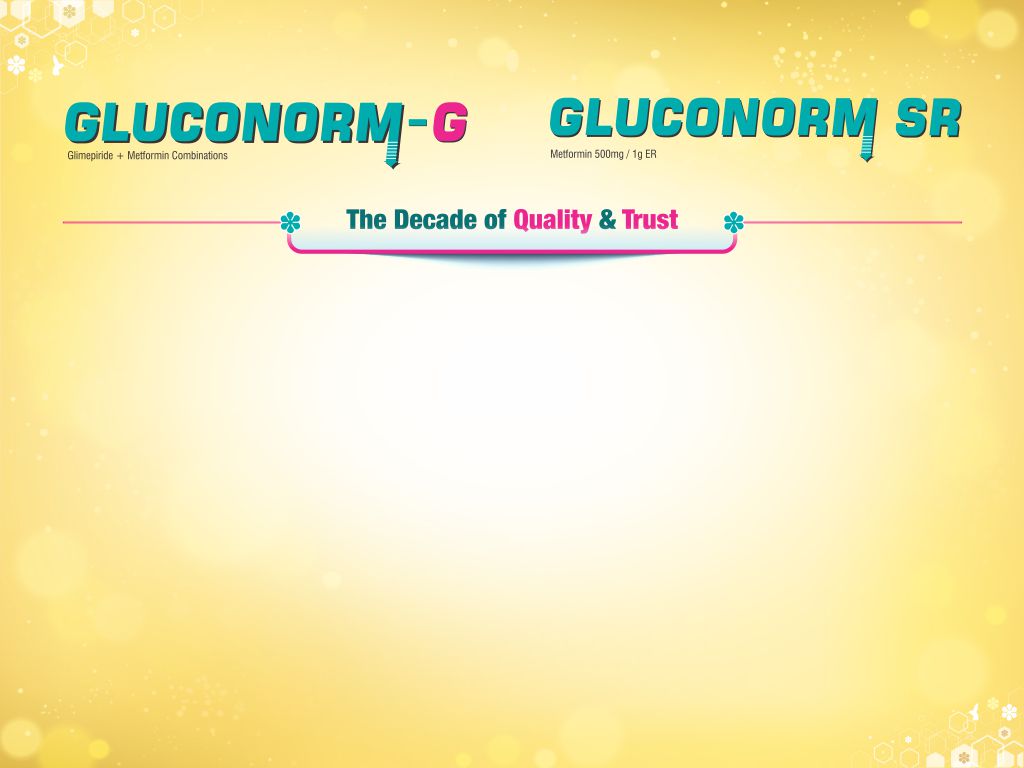 GLUCONORM-G
Glimepiride + Metformin Combinations
GLUCONORM SR
Metformin 500mg / 1g ER
The Decade of Quality & Trust